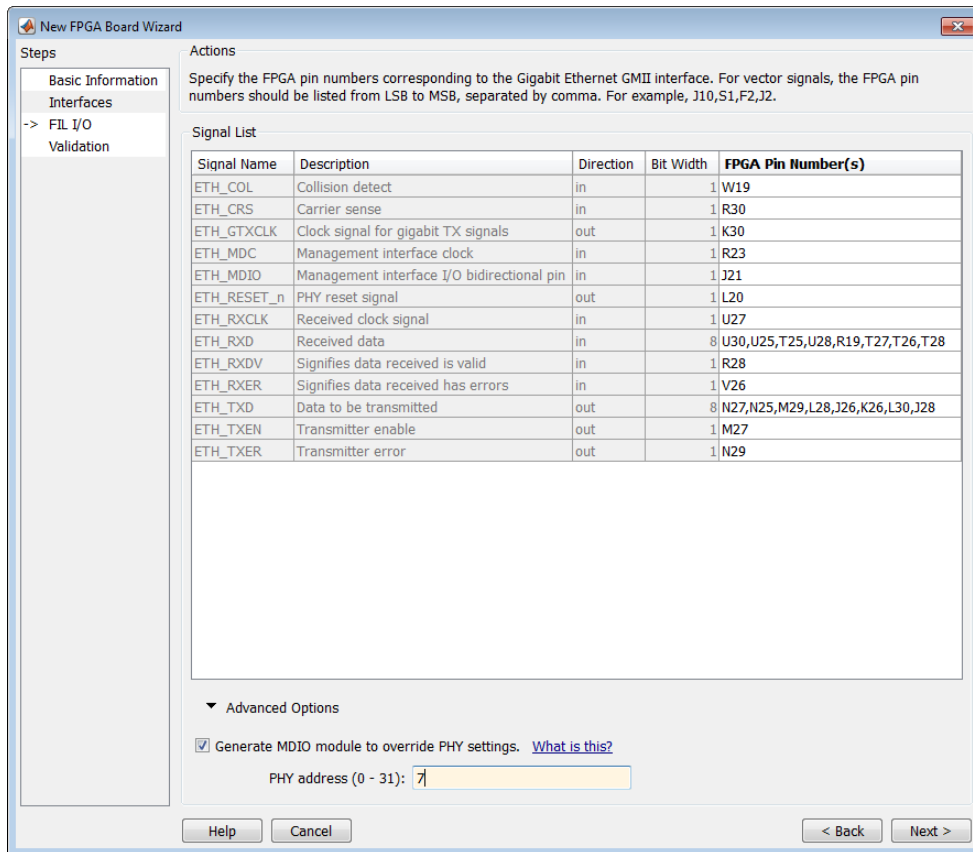 New FPGA Board Wizard
Steps
Basic Information
Interfaces
-> FIL I/O
Validation
Actions
Specify the FPGA pin numbers corresponding to the Gigabit Ethernet GMII interface. For vector signals, the FPGA pin
numbers should be listed from LSB to MSB, separated by comma. For example, J10,S1,F2,J2.
Signal List
Signal Name Description Direction Bit Width FPGA Pin Number(s)
ETH_COL Collision detect in 1 W19
ETH_CRS Carrier sense in 1 R30
ETH_GTXCLK Clock signal for gigabit TX signals out 1 K30
ETH_MDC Management interface clock in 1 R23
ETH_MDIO Management interface I/O bidirectional pin in 1 J21
ETH_RESET_n PHY reset signal out 1 L20
ETH_RXCLK Received clock signal in 1 U27
ETH_RXD Received data in 8 U30,U25,T25,U28,R19,T27,T26,T28
ETH_RXDV Signifies data received is valid in 1 R28
ETH_RXER Signifies data received has errors in 1 V26
ETH_TXD Data to be transmitted out 8 N27,N25,M29,L28,J26,K26,L30,J28
ETH_TXEN Transmitter enable out 1 M27
ETH_TXER Transmitter error out 1 N29
Advanced Options
Generate MDIO module to override PHY settings. What is this?
PHY address (0 - 31): 7
Help Cancel < Back Next >